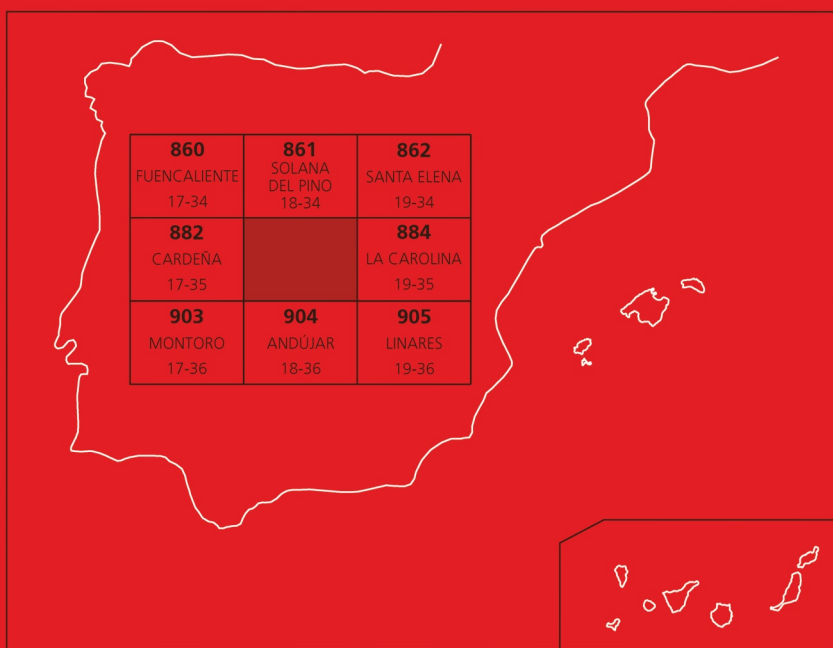 860
FUENCALIENTE
17-34
861
SOLANA
DEL PINO
18-34
862
SANTA ELENA
19-34
882
CARDEÑA
17-35
884
LA CAROLINA
19-35
903
MONTORO
17-36
904
ANDÚJAR
18-36
905
LINARES
19-36